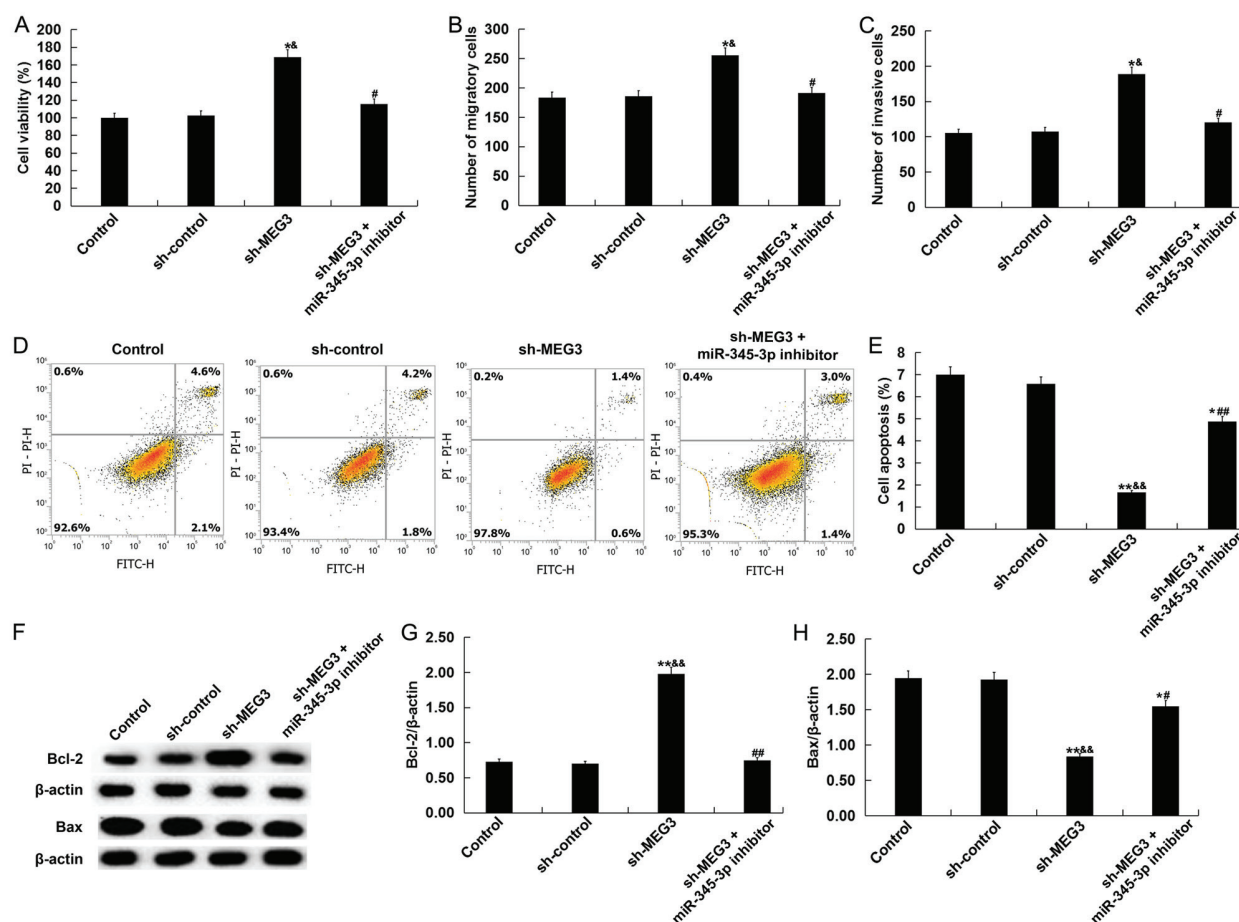 A
Cell viability (%)
200
180
160
140
120
100
80
60
40
20
0
*&
#
Control
sh-control
sh-MEG3
sh-MEG3 +
miR-345-3p inhibitor
B
Number of migratory cells
300
250
200
150
100
50
0
*&
#
Control
sh-control
sh-MEG3
sh-MEG3 +
miR-345-3p inhibitor
C
Number of invasive cells
250
200
150
100
50
0
*&
#
Control
sh-control
sh-MEG3
sh-MEG3 +
miR-345-3p inhibitor
D
Control
0.6%
4.6%
92.6%
2.1%
PI - PI-H
FITC-H
sh-control
0.6%
4.2%
93.4%
1.8%
PI - PI-H
FITC-H
sh-MEG3
0.2%
1.4%
97.8%
0.6%
PI - PI-H
FITC-H
sh-MEG3 +
miR-345-3p inhibitor
0.4%
3.0%
95.3%
1.4%
PI - PI-H
FITC-H
E
Cell apoptosis (%)
8
7
6
5
4
3
2
1
0
**&&
* ##
Control
sh-control
sh-MEG3
sh-MEG3 +
miR-345-3p inhibitor
F
Control
sh-control
sh-MEG3
sh-MEG3 +
miR-345-3p inhibitor
Bcl-2
β-actin
Bax
β-actin
G
Bcl-2/β-actin
2.50
2.00
1.50
1.00
0.50
0.00
**&&
##
Control
sh-control
sh-MEG3
sh-MEG3 +
miR-345-3p inhibitor
H
Bax/β-actin
2.50
2.00
1.50
1.00
0.50
0.00
**&&
*#
Control
sh-control
sh-MEG3
sh-MEG3 +
miR-345-3p inhibitor